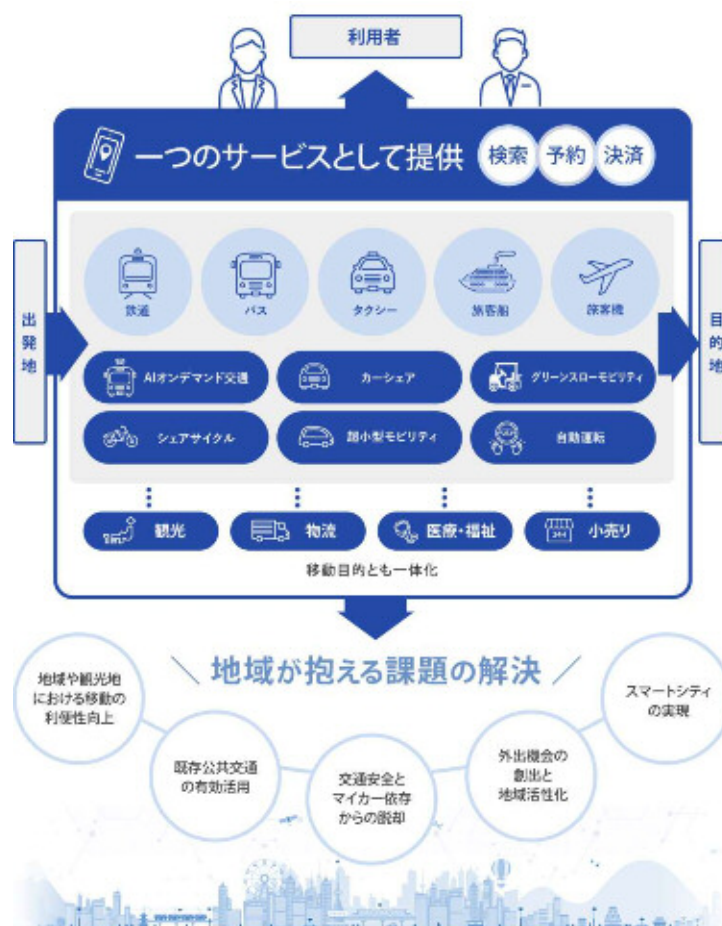 利用者
一つのサービスとして提供 検索 予約 決済
出発地
目的地
鉄道 バス タクシー 旅客船 旅客機
AIオンデマンド交通 カーシェア グリーンスローモビリティ
シェアサイクル 超小型モビリティ 自動運転
観光 物流 医療・福祉 小売り
移動目的とも一体化
地域が抱える課題の解決
地域や観光地
における移動の
利便性向上
既存公共交通
の有効活用
交通安全と
マイカー依存
からの脱却
外出機会の
創出と
地域活性化
スマートシティ
の実現